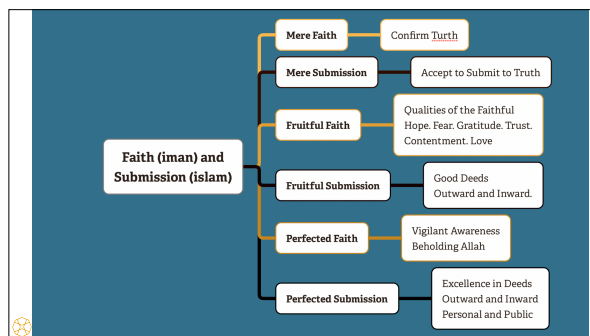 Mere Faith
Confirm Turth
Mere Submission
Accept to Submit to Truth
Fruitful Faith
Qualities of the Faithful
Hope. Fear. Gratitude. Trust.
Contentment. Love
Faith (iman) and
Submission (islam)
Fruitful Submission
Good Deeds
Outward and Inward.
Perfected Faith
Vigilant Awareness
Beholding Allah
Perfected Submission
Excellence in Deeds
Outward and Inward
Personal and Public